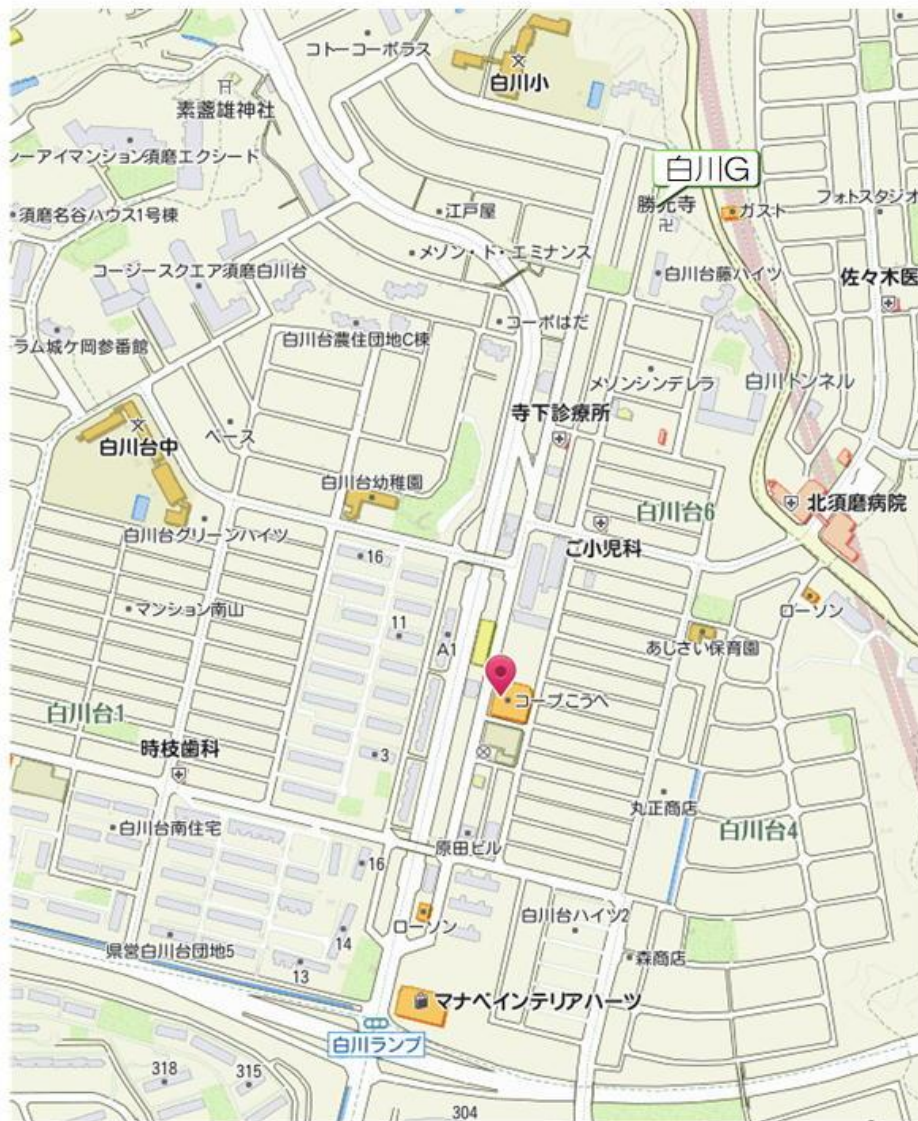 コトーコーポラス
白川小
素盞雄神社
シーアイマンション須磨エクシード
白川G
勝光寺
ガスト
フォトスタジオ
須磨名谷ハウス1号棟
江戸屋
メゾン・ド・エミナンス
コージースクエア須磨白川台
白川台藤ハイツ
佐々木医
コーポはだ
ラム城ケ岡参番館
白川台農住団地C棟
メゾンシンデレラ
白川トンネル
寺下診療所
ベース
白川台中
白川台幼稚園
北須磨病院
白川台6
白川台グリーンハイツ
ご小児科
16
マンション南山
11
ローソン
A1
あじさい保育園
コープこうべ
白川台1
時枝歯科
3
丸正商店
白川台南住宅
白川台4
原田ビル
16
ローソン
白川台ハイツ2
県営白川台団地5
14
13
森商店
マナベインテリアハーツ
白川ランプ
318
315
304